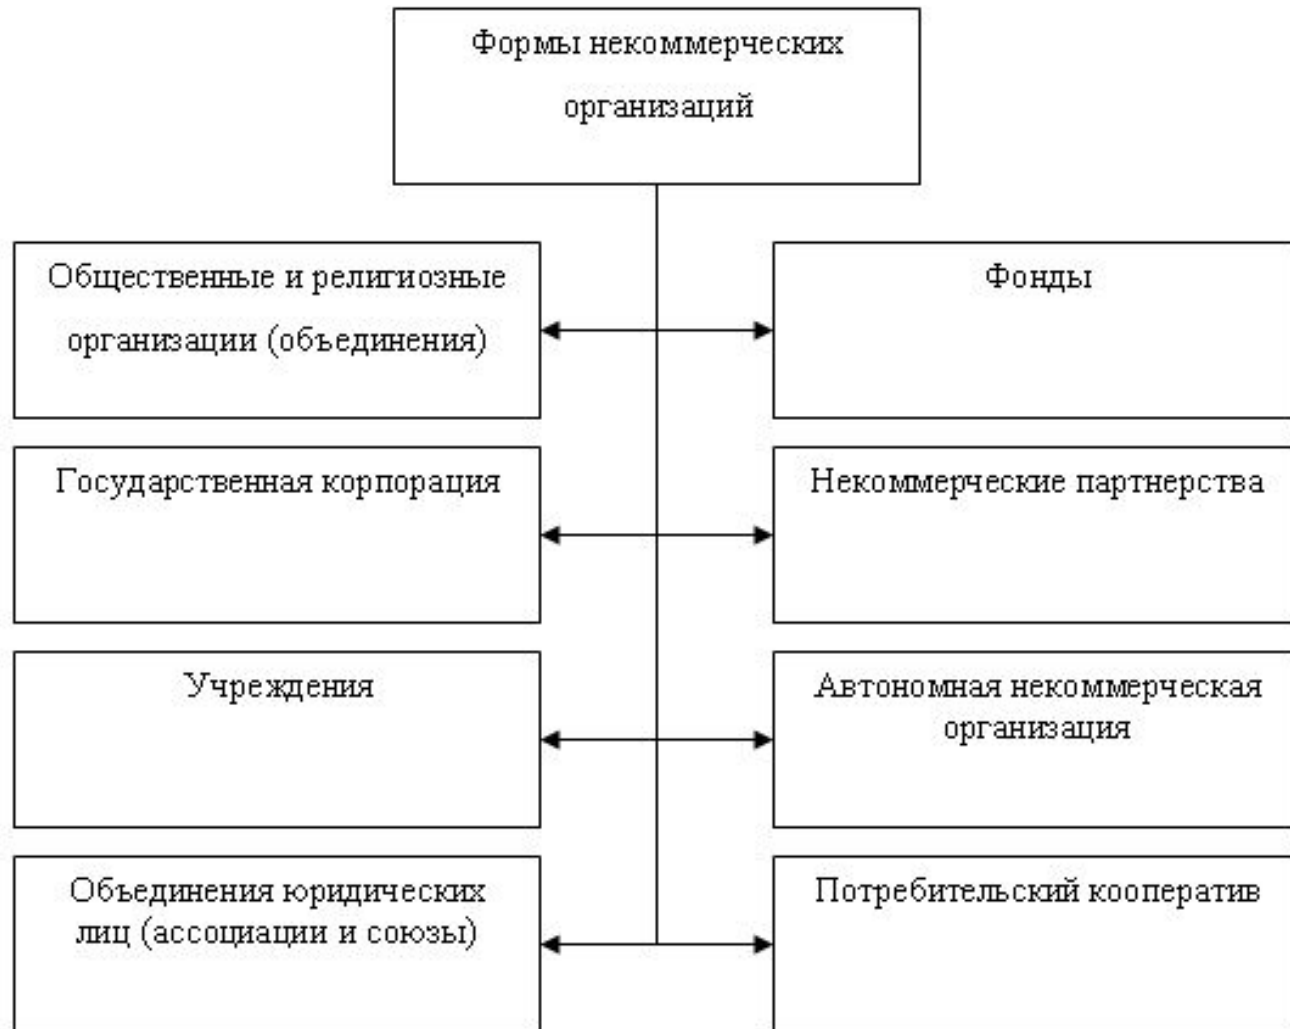 Формы некоммерческих
организаций
Общественные и религиозные
организации (объединения)
Фонды
Государственная корпорация
Некоммерческие партнерства
Учреждения
Автономная некоммерческая
организация
Объединения юридических
лиц (ассоциации и союзы)
Потребительский кооператив